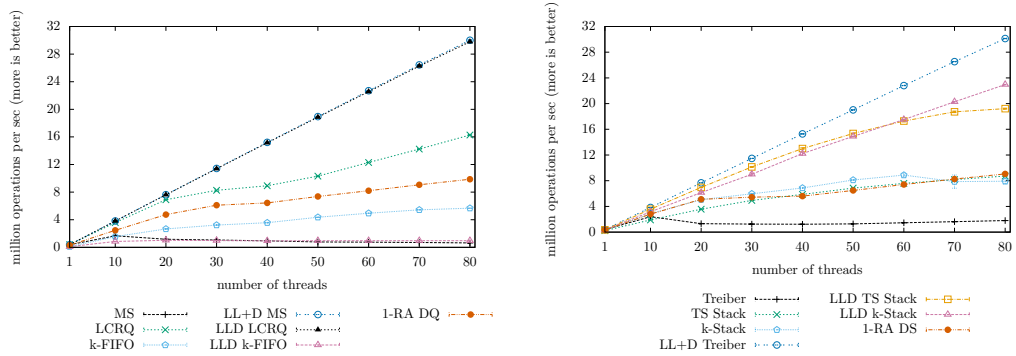 million operations per sec (more is better)
32
28
24
20
16
12
8
4
0
1 10 20 30 40 50 60 70 80
number of threads
MS LL+D MS 1-RA DQ
LCRQ LLD LCRQ
k-FIFO LLD k-FIFO
million operations per sec (more is better)
32
28
24
20
16
12
8
4
0
1 10 20 30 40 50 60 70 80
number of threads
Treiber LLD TS Stack
TS Stack LLD k-Stack
k-Stack 1-RA DS
LL+D Treiber